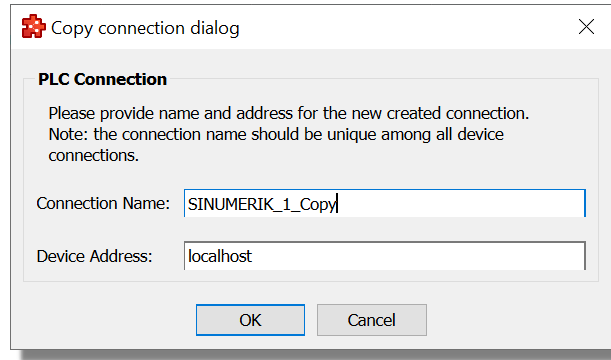 Copy connection dialog
PLC Connection
Please provide name and address for the new created connection.
Note: the connection name should be unique among all device
connections.
Connection Name: SINUMERIK_1_Copy
Device Address: localhost
OK Cancel